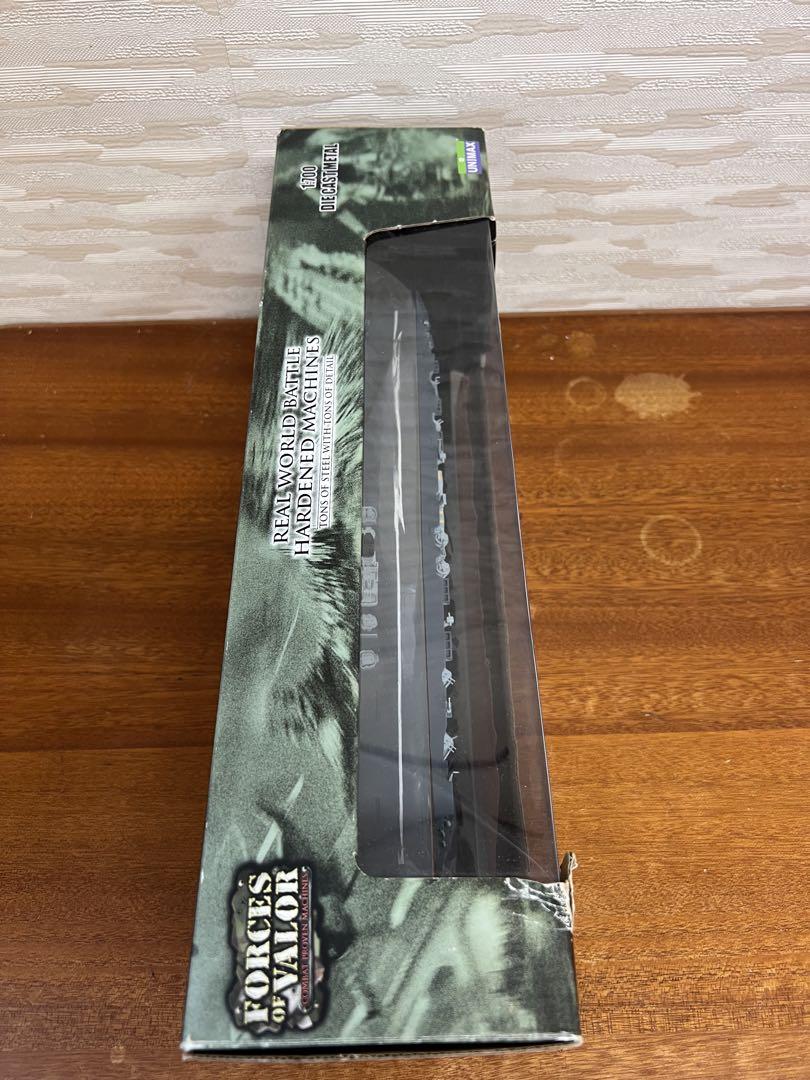 1:700
DIE CAST METAL
UNIMAX
REAL WORLD BATTLE
HARDENED MACHINES
TONS OF STEEL WITH TONS OF DETAIL
FORCES
OF VALOR
COMBAT PROVEN MACHINES